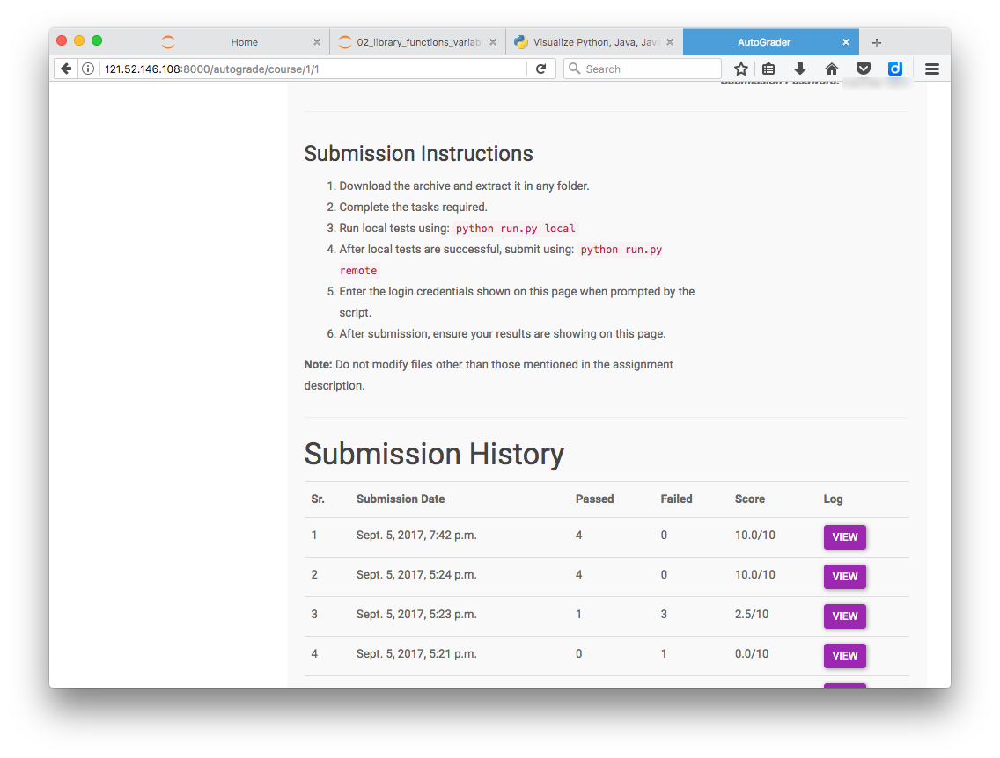 Home
02_library_functions_variab
Visualize Python, Java, Java
AutoGrader
121.52.146.108:8000/autograde/course/1/1
Search
Submission Password:
Submission Instructions
1. Download the archive and extract it in any folder.
2. Complete the tasks required.
3. Run local tests using: python run.py local
4. After local tests are successful, submit using: python run.py
remote
5. Enter the login credentials shown on this page when prompted by the
script.
6. After submission, ensure your results are showing on this page.
Note: Do not modify files other than those mentioned in the assignment
description.
Submission History
Sr. Submission Date Passed Failed Score Log
1 Sept. 5, 2017, 7:42 p.m. 4 0 10.0/10 VIEW
2 Sept. 5, 2017, 5:24 p.m. 4 0 10.0/10 VIEW
3 Sept. 5, 2017, 5:23 p.m. 1 3 2.5/10 VIEW
4 Sept. 5, 2017, 5:21 p.m. 0 1 0.0/10 VIEW